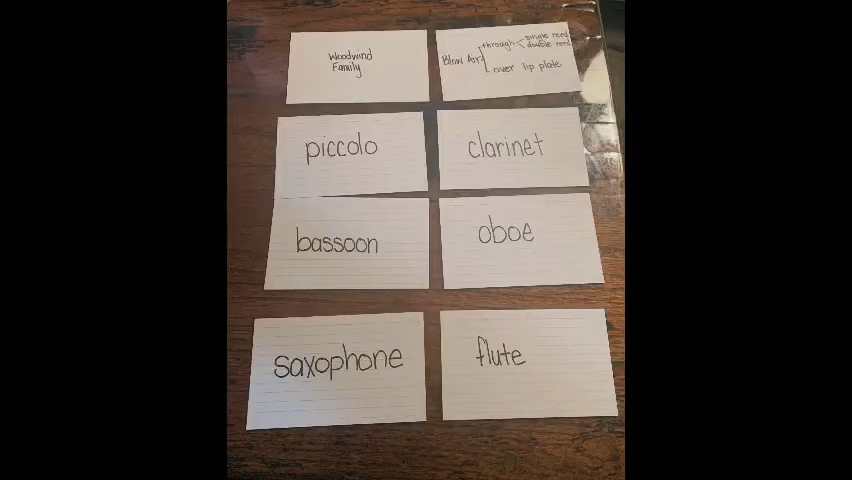 Woodwind
Family
Blow Air through single reed
double reed
over lip plate
piccolo
clarinet
bassoon
oboe
saxophone
flute